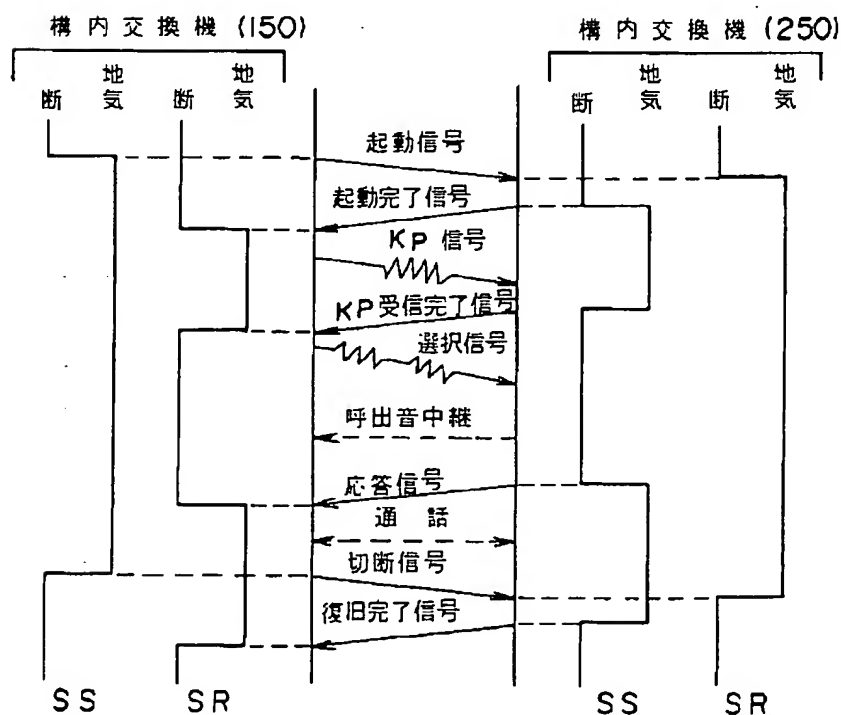 構内交換機(150)
構内交換機(250)
断 地気 断 地気
断 地気 断 地気
起動信号
起動完了信号
KP 信号
KP受信完了信号
選択信号
呼出音中継
応答信号
通話
切断信号
復旧完了信号
SS SR
SS SR